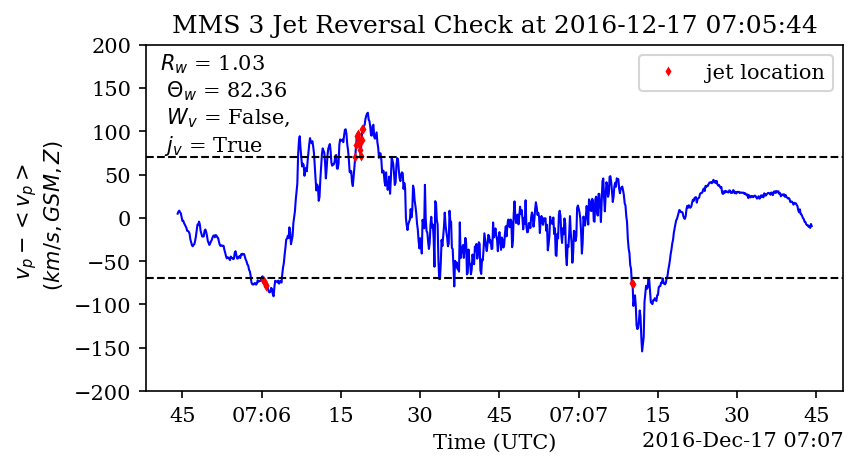 MMS 3 Jet Reversal Check at 2016-12-17 07:05:44
R_w = 1.03
Θ_w = 82.36
W_v = False,
j_v = True
jet location
200
150
100
50
0
−50
−100
−150
−200
v_p − < v_p >
(km/s, GSM, Z)
45 07:06 15 30 45 07:07 15 30 45
Time (UTC)
2016-Dec-17 07:07